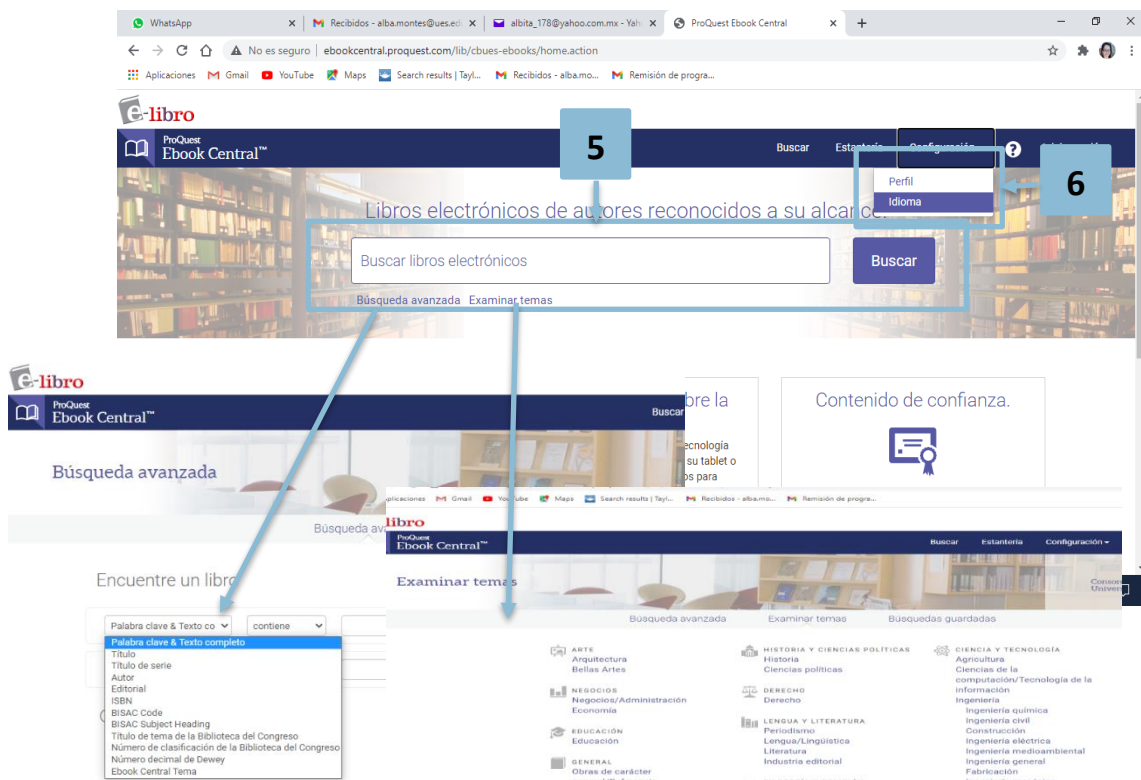 WhatsApp
Recibidos - alba.montes@ues.ed
albita_178@yahoo.com.mx - Yah
ProQuest Ebook Central
No es seguro | ebookcentral.proquest.com/lib/cbues-ebooks/home.action
Aplicaciones Gmail YouTube Maps Search results | Tayl... Recibidos - alba.mo... Remisión de progra...
e-libro
ProQuest
Ebook Central™
5
Buscar Estantería Configuración
Perfil
Idioma
6
Libros electrónicos de autores reconocidos a su alcance.
Buscar libros electrónicos
Buscar
Búsqueda avanzada Examinar temas
e-libro
ProQuest
Ebook Central™
Buscar
Búsqueda avanzada
Búsqueda av
Encuentre un libro
Palabra clave & Texto co
contiene
Palabra clave & Texto completo
Título
Título de serie
Autor
Editorial
ISBN
BISAC Code
BISAC Subject Heading
Título de tema de la Biblioteca del Congreso
Número de clasificación de la Biblioteca del Congreso
Número decimal de Dewey
Ebook Central Tema
bre la
ecnología
su tablet o
os para
Contenido de confianza.
plicaciones Gmail YouTube Maps Search results | Tayl... Recibidos - alba.mo... Remisión de progra...
libro
ProQuest
Ebook Central™
Buscar Estantería Configuración
Examinar temas
Conso
Univer
Búsqueda avanzada Examinar temas Búsquedas guardadas
ARTE
Arquitectura
Bellas Artes
NEGOCIOS
Negocios/Administración
Economía
EDUCACIÓN
Educación
GENERAL
Obras de carácter
HISTORIA Y CIENCIAS POLÍTICAS
Historia
Ciencias políticas
DERECHO
Derecho
LENGUA Y LITERATURA
Periodismo
Lengua/Lingüística
Literatura
Industria editorial
CIENCIA Y TECNOLOGÍA
Agricultura
Ciencias de la
computación/Tecnología de la
información
Ingeniería
Ingeniería química
Ingeniería civil
Construcción
Ingeniería eléctrica
Ingeniería medioambiental
Ingeniería general
Fabricación